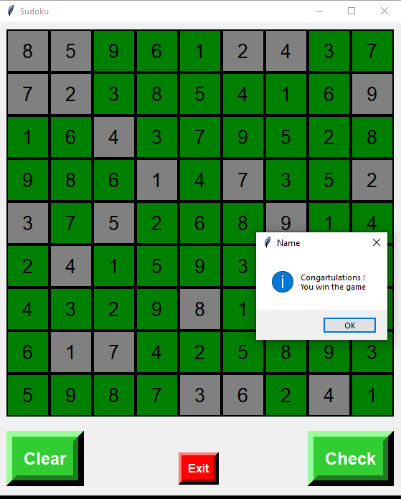 Sudoku
8 5 9 6 1 2 4 3 7
7 2 3 8 5 4 1 6 9
1 6 4 3 7 9 5 2 8
9 8 6 1 4 7 3 5 2
3 7 5 2 6 8 9 1 4
2 4 1 5 9 3
4 3 2 9 8 1
6 1 7 4 2 5 8 9 3
5 9 8 7 3 6 2 4 1
Name
Congartulations !
You win the game
OK
Clear
Exit
Check